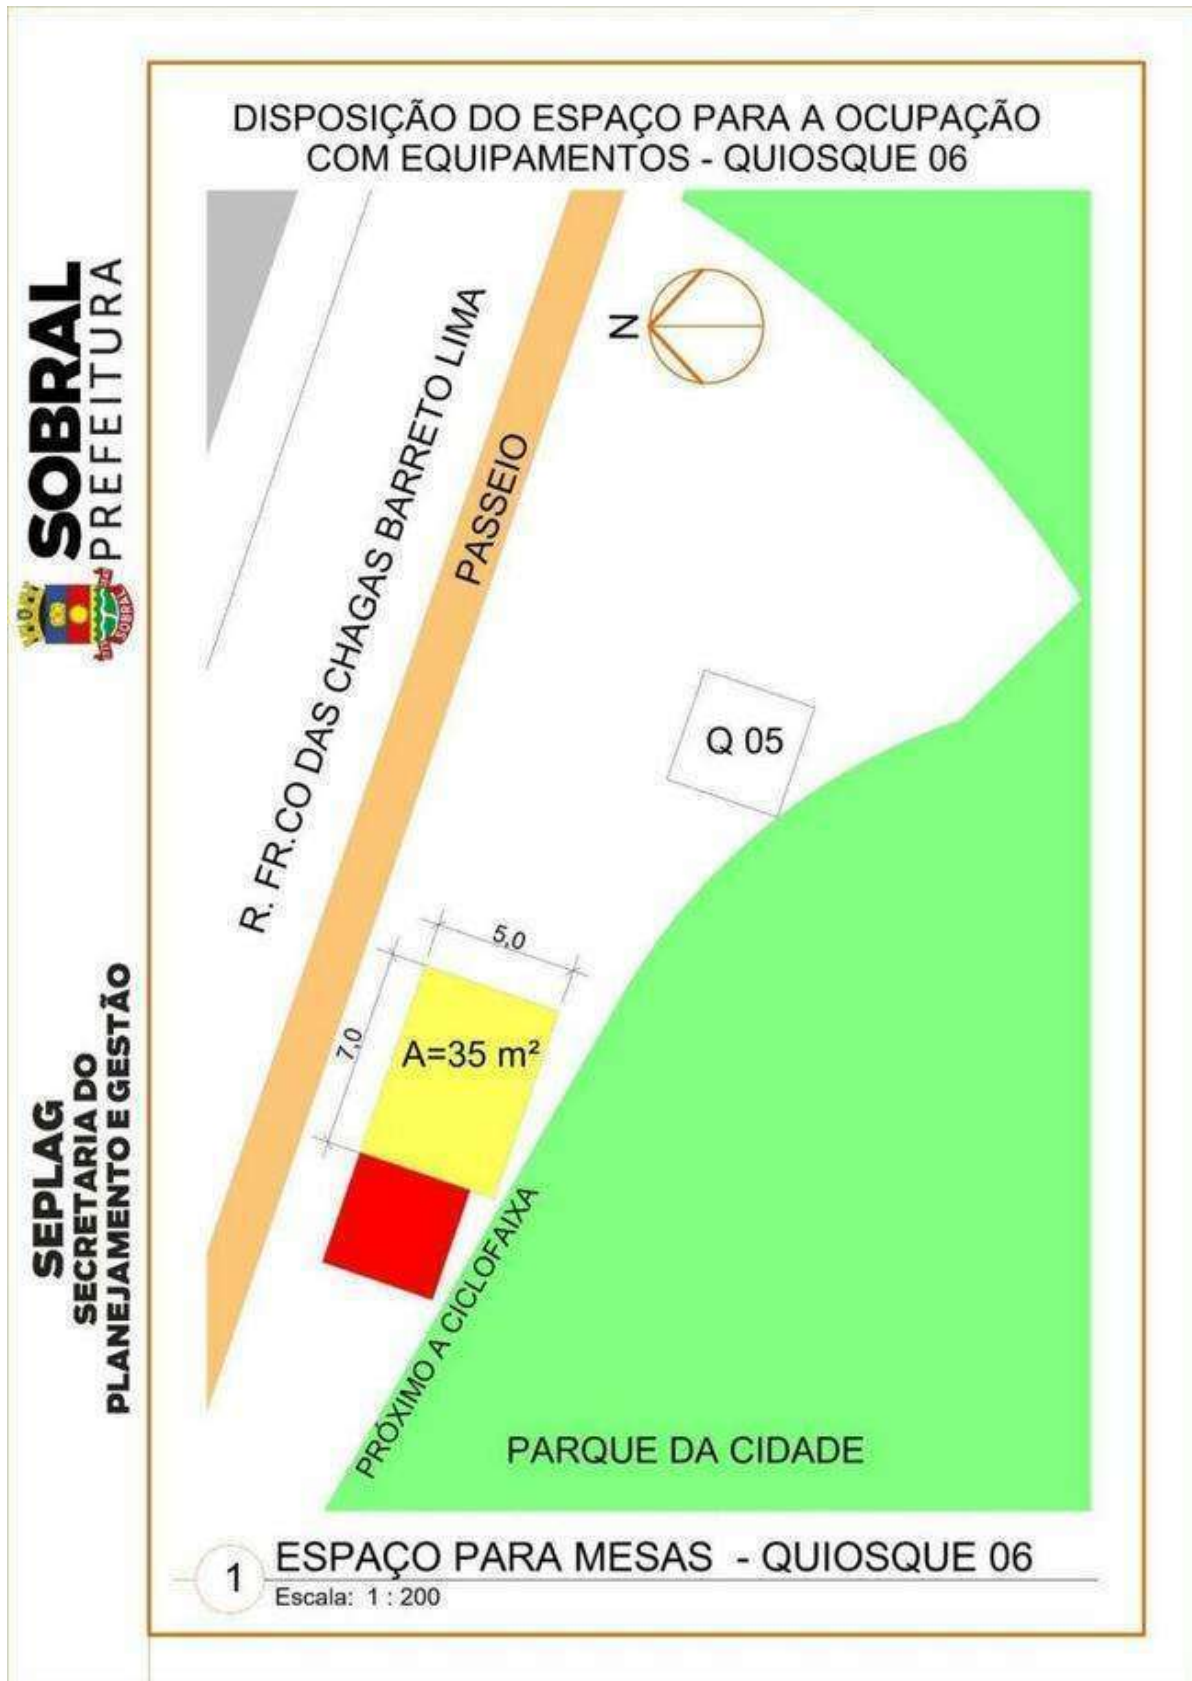 DISPOSIÇÃO DO ESPAÇO PARA A OCUPAÇÃO
COM EQUIPAMENTOS - QUIOSQUE 06
SOBRAL
PREFEITURA
SOBRAL
N
R. FR.CO DAS CHAGAS BARRETO LIMA
PASSEIO
Q 05
5,0
7,0
A=35 m²
PRÓXIMO A CICLOFAIXA
PARQUE DA CIDADE
SEPLAG
SECRETARIA DO
PLANEJAMENTO E GESTÃO
1
ESPAÇO PARA MESAS - QUIOSQUE 06
Escala: 1 : 200